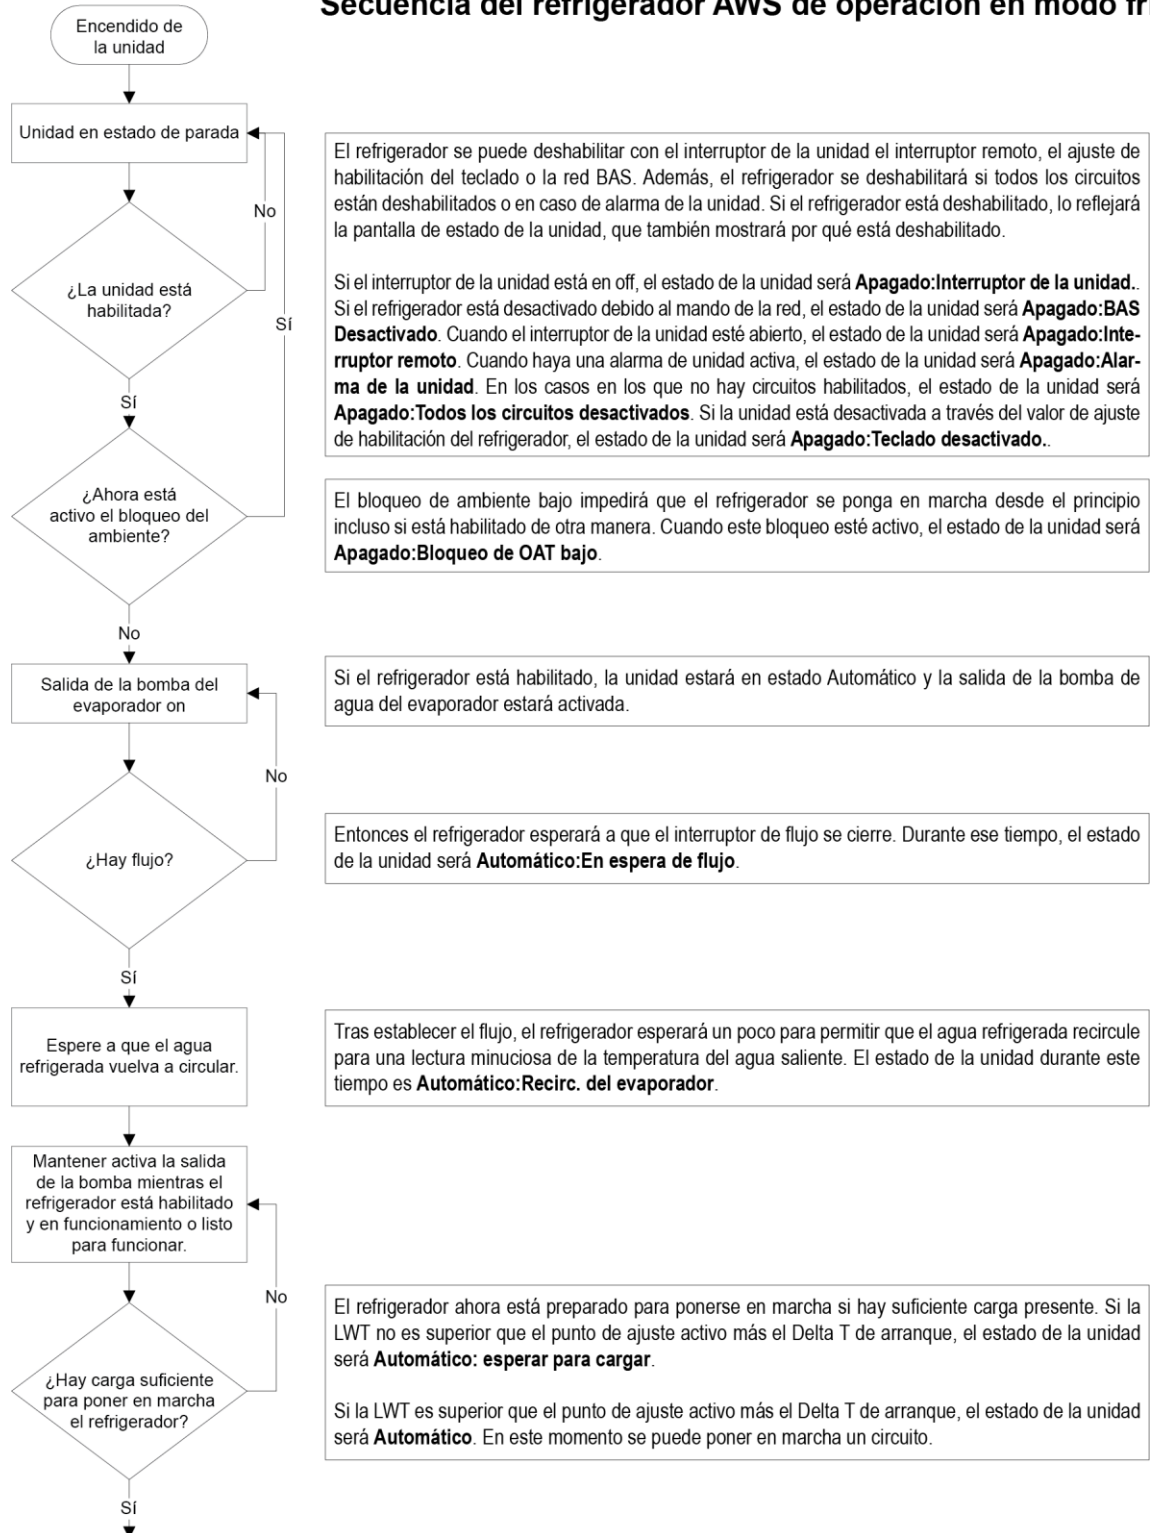 Secuencia del refrigerador AWS de operación en modo frí
Encendido de
la unidad
Unidad en estado de parada
No
¿La unidad está
habilitada?
Sí
Sí
¿Ahora está
activo el bloqueo del
ambiente?
No
Salida de la bomba del
evaporador on
No
¿Hay flujo?
Sí
Espere a que el agua
refrigerada vuelva a circular.
Mantener activa la salida
de la bomba mientras el
refrigerador está habilitado
y en funcionamiento o listo
para funcionar.
No
¿Hay carga suficiente
para poner en marcha
el refrigerador?
Sí
El refrigerador se puede deshabilitar con el interruptor de la unidad el interruptor remoto, el ajuste de
habilitación del teclado o la red BAS. Además, el refrigerador se deshabilitará si todos los circuitos
están deshabilitados o en caso de alarma de la unidad. Si el refrigerador está deshabilitado, lo reflejará
la pantalla de estado de la unidad, que también mostrará por qué está deshabilitado.
Si el interruptor de la unidad está en off, el estado de la unidad será Apagado:Interruptor de la unidad..
Si el refrigerador está desactivado debido al mando de la red, el estado de la unidad será Apagado:BAS
Desactivado. Cuando el interruptor de la unidad esté abierto, el estado de la unidad será Apagado:Inte-
rruptor remoto. Cuando haya una alarma de unidad activa, el estado de la unidad será Apagado:Alar-
ma de la unidad. En los casos en los que no hay circuitos habilitados, el estado de la unidad será
Apagado:Todos los circuitos desactivados. Si la unidad está desactivada a través del valor de ajuste
de habilitación del refrigerador, el estado de la unidad será Apagado:Teclado desactivado..
El bloqueo de ambiente bajo impedirá que el refrigerador se ponga en marcha desde el principio
incluso si está habilitado de otra manera. Cuando este bloqueo esté activo, el estado de la unidad será
Apagado:Bloqueo de OAT bajo.
Si el refrigerador está habilitado, la unidad estará en estado Automático y la salida de la bomba de
agua del evaporador estará activada.
Entonces el refrigerador esperará a que el interruptor de flujo se cierre. Durante ese tiempo, el estado
de la unidad será Automático:En espera de flujo.
Tras establecer el flujo, el refrigerador esperará un poco para permitir que el agua refrigerada recircule
para una lectura minuciosa de la temperatura del agua saliente. El estado de la unidad durante este
tiempo es Automático:Recirc. del evaporador.
El refrigerador ahora está preparado para ponerse en marcha si hay suficiente carga presente. Si la
LWT no es superior que el punto de ajuste activo más el Delta T de arranque, el estado de la unidad
será Automático: esperar para cargar.
Si la LWT es superior que el punto de ajuste activo más el Delta T de arranque, el estado de la unidad
será Automático. En este momento se puede poner en marcha un circuito.